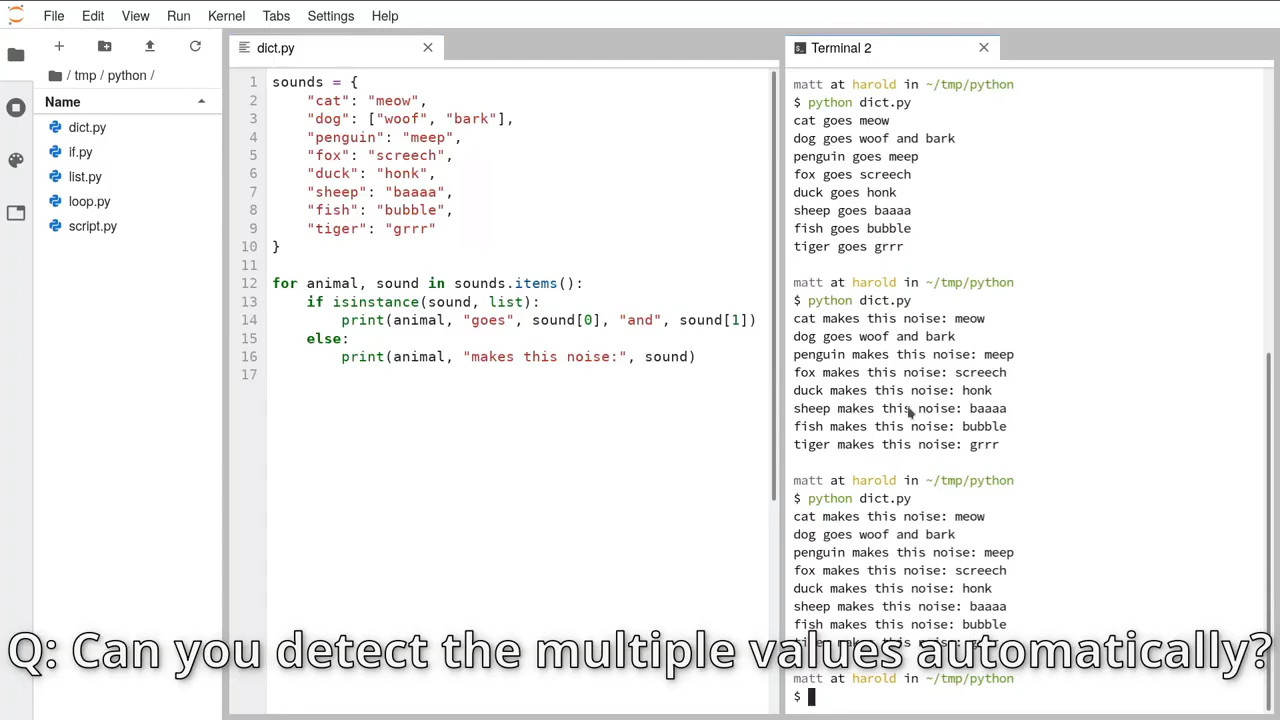 File Edit View Run Kernel Tabs Settings Help
/ tmp / python /
Name
dict.py
if.py
list.py
loop.py
script.py
dict.py
1 sounds = {
2     "cat": "meow",
3     "dog": ["woof", "bark"],
4     "penguin": "meep",
5     "fox": "screech",
6     "duck": "honk",
7     "sheep": "baaaa",
8     "fish": "bubble",
9     "tiger": "grrr"
10 }
11
12 for animal, sound in sounds.items():
13     if isinstance(sound, list):
14         print(animal, "goes", sound[0], "and", sound[1])
15     else:
16         print(animal, "makes this noise:", sound)
17
Terminal 2
matt at harold in ~/tmp/python
$ python dict.py
cat goes meow
dog goes woof and bark
penguin goes meep
fox goes screech
duck goes honk
sheep goes baaaa
fish goes bubble
tiger goes grrr
matt at harold in ~/tmp/python
$ python dict.py
cat makes this noise: meow
dog goes woof and bark
penguin makes this noise: meep
fox makes this noise: screech
duck makes this noise: honk
sheep makes this noise: baaaa
fish makes this noise: bubble
tiger makes this noise: grrr
matt at harold in ~/tmp/python
$ python dict.py
cat makes this noise: meow
dog goes woof and bark
penguin makes this noise: meep
fox makes this noise: screech
duck makes this noise: honk
sheep makes this noise: baaaa
fish makes this noise: bubble
matt at harold in ~/tmp/python
$
Q: Can you detect the multiple values automatically?